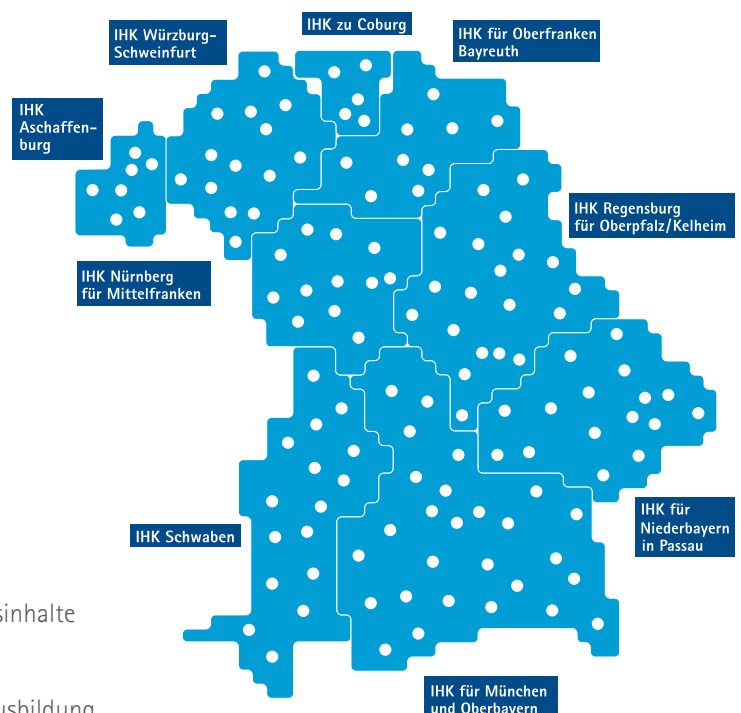 IHK Würzburg-
Schweinfurt
IHK zu Coburg
IHK für Oberfranken
Bayreuth
IHK
Aschaffen-
burg
IHK Regensburg
für Oberpfalz/Kelheim
IHK Nürnberg
für Mittelfranken
IHK für
Niederbayern
in Passau
IHK Schwaben
sinhalte
IHK für München
und Oberbayern
usbildung